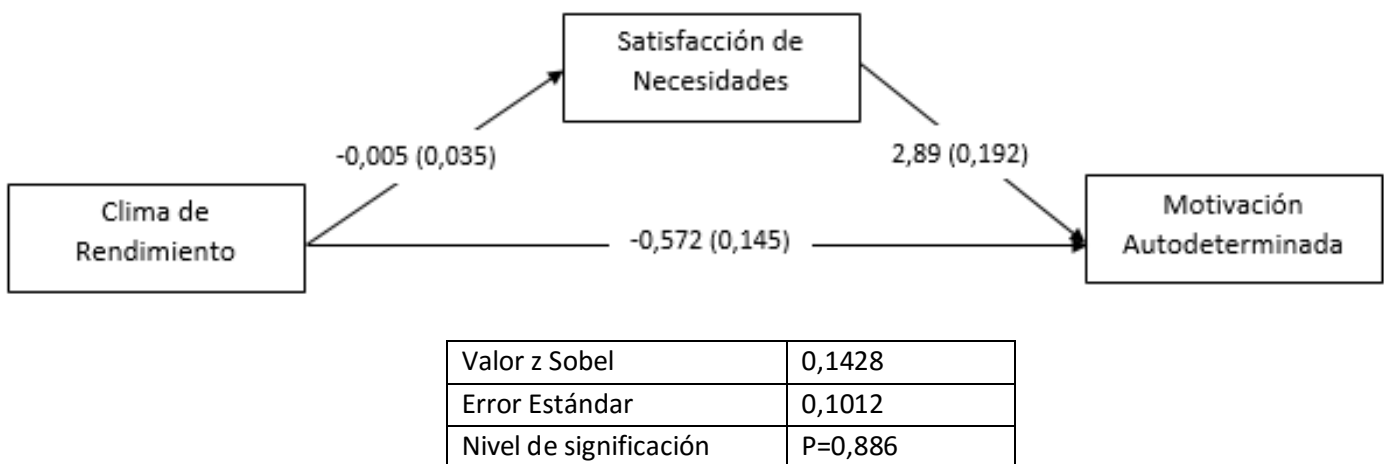 Satisfacción de
Necesidades
-0,005 (0,035)
2,89 (0,192)
Clima de
Rendimiento
-0,572 (0,145)
Motivación
Autodeterminada
Valor z Sobel 0,1428
Error Estándar 0,1012
Nivel de significación P=0,886